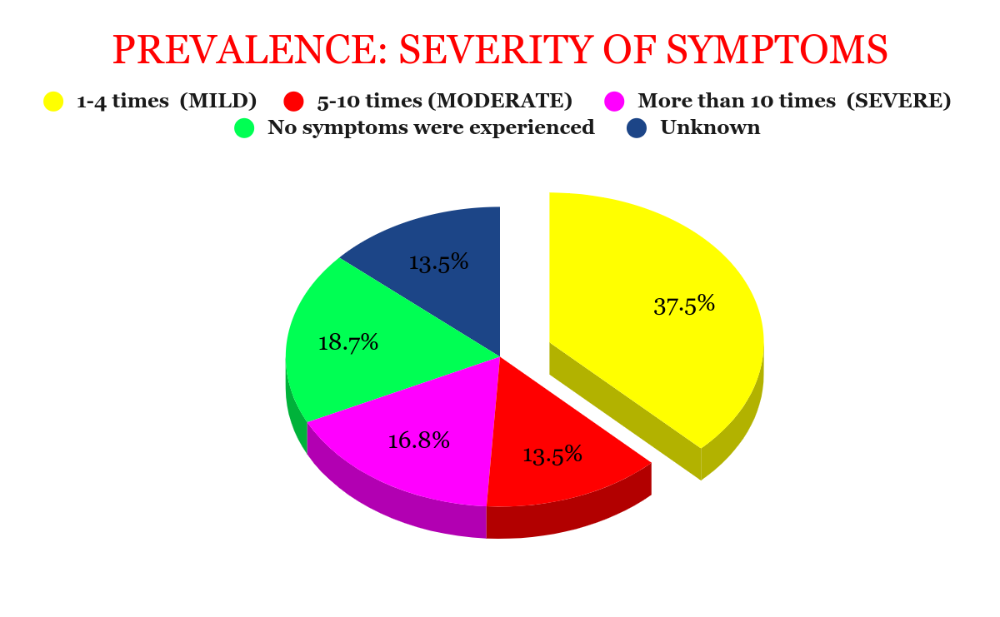 PREVALENCE: SEVERITY OF SYMPTOMS
1-4 times (MILD) 5-10 times (MODERATE) More than 10 times (SEVERE)
No symptoms were experienced Unknown
13.5%
37.5%
18.7%
16.8%
13.5%